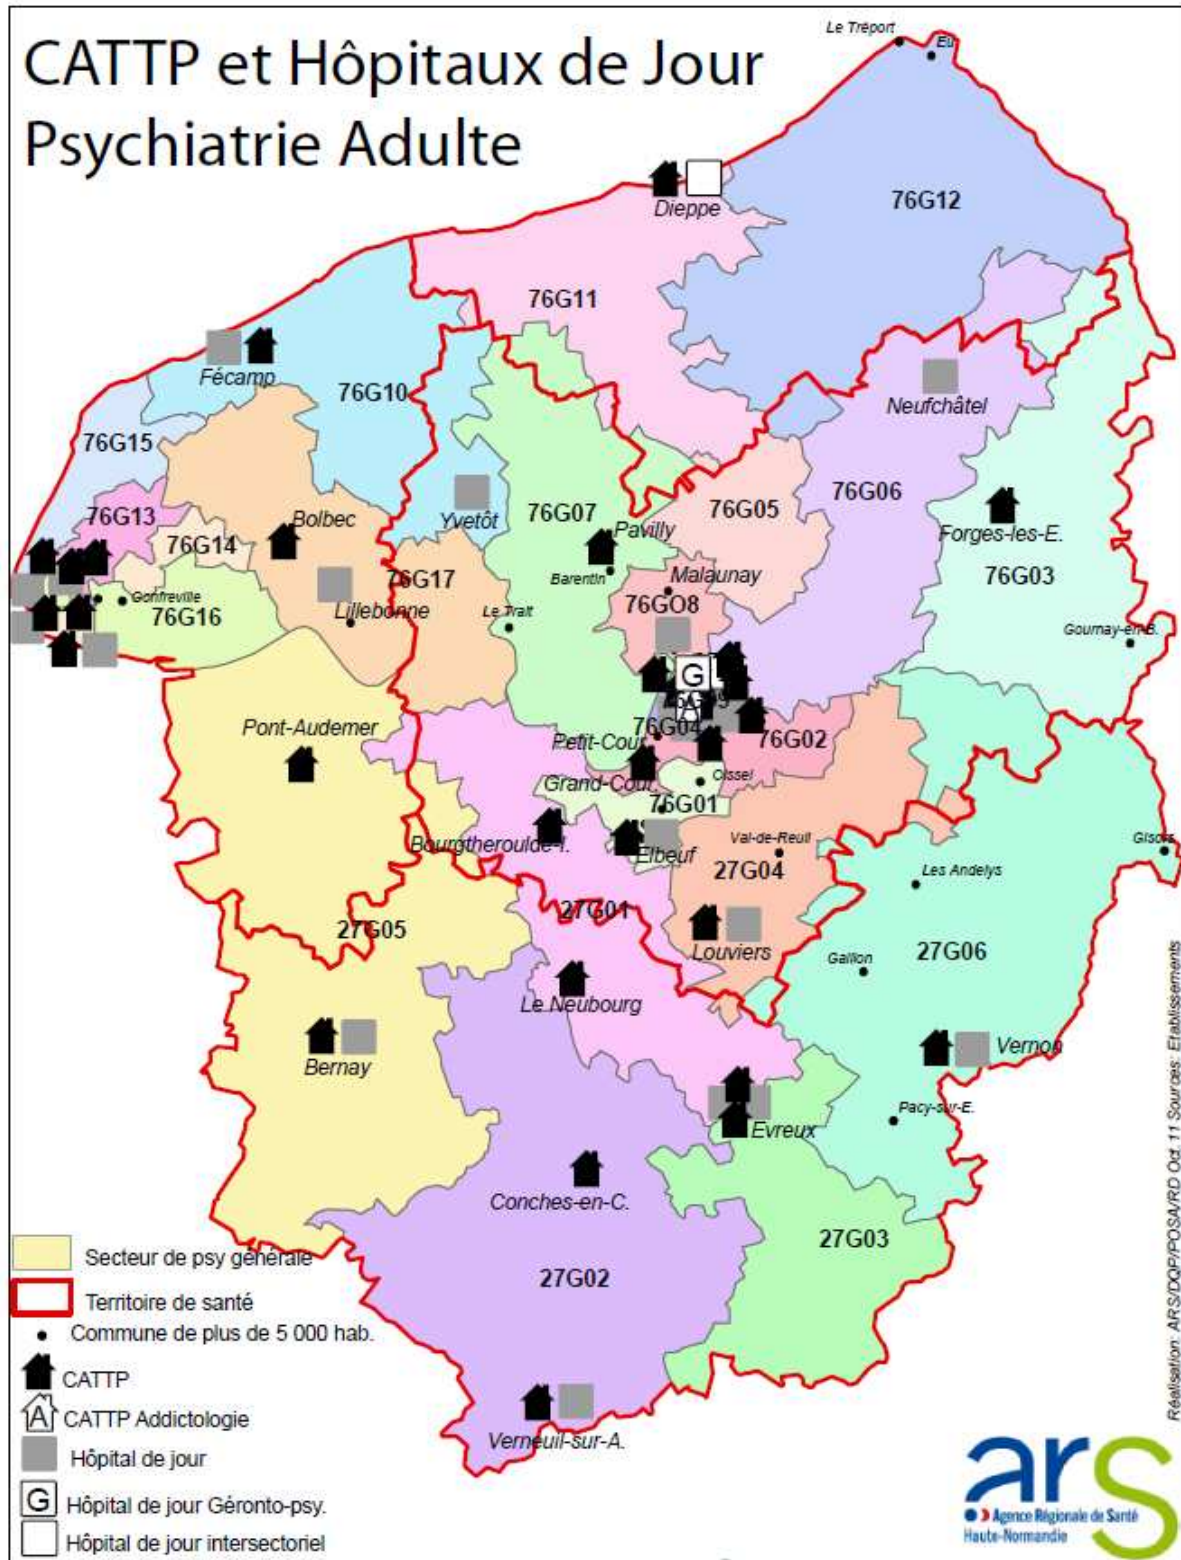 CATTP et Hôpitaux de Jour
Psychiatrie Adulte
Le Tréport
Eu
Dieppe
76G12
76G11
Fécamp
76G10
Neufchâtel
76G15
76G13
Yvetôt
76G07
76G05
76G06
Bolbec
Pavilly
Forges-les-E.
76G14
Barentin
Malaunay
76G03
76G17
Gonfreville
Lillebonne
76GO8
76G16
Le Trait
Gournay-en-B.
G
A
Pont-Audemer
76G04
76G02
Petit-Cour.
Grand-Cour.
Oissel
76G01
Bourgtheroulde-I.
Elbeuf
Val-de-Reuil
Gisors
27G04
Les Andelys
27G01
27G05
Louviers
Gaillon
27G06
Le Neubourg
Bernay
Vernon
Evreux
Pacy-sur-E.
Conches-en-C.
27G03
27G02
Verneuil-sur-A.
Secteur de psy générale
Territoire de santé
Commune de plus de 5 000 hab.
CATTP
A CATTP Addictologie
Hôpital de jour
G Hôpital de jour Géronto-psy.
Hôpital de jour intersectoriel
Réalisation: ARS/DQP/POSA/RD Oct. 11 Sources: Etablissements
ars
Agence Régionale de Santé
Haute-Normandie